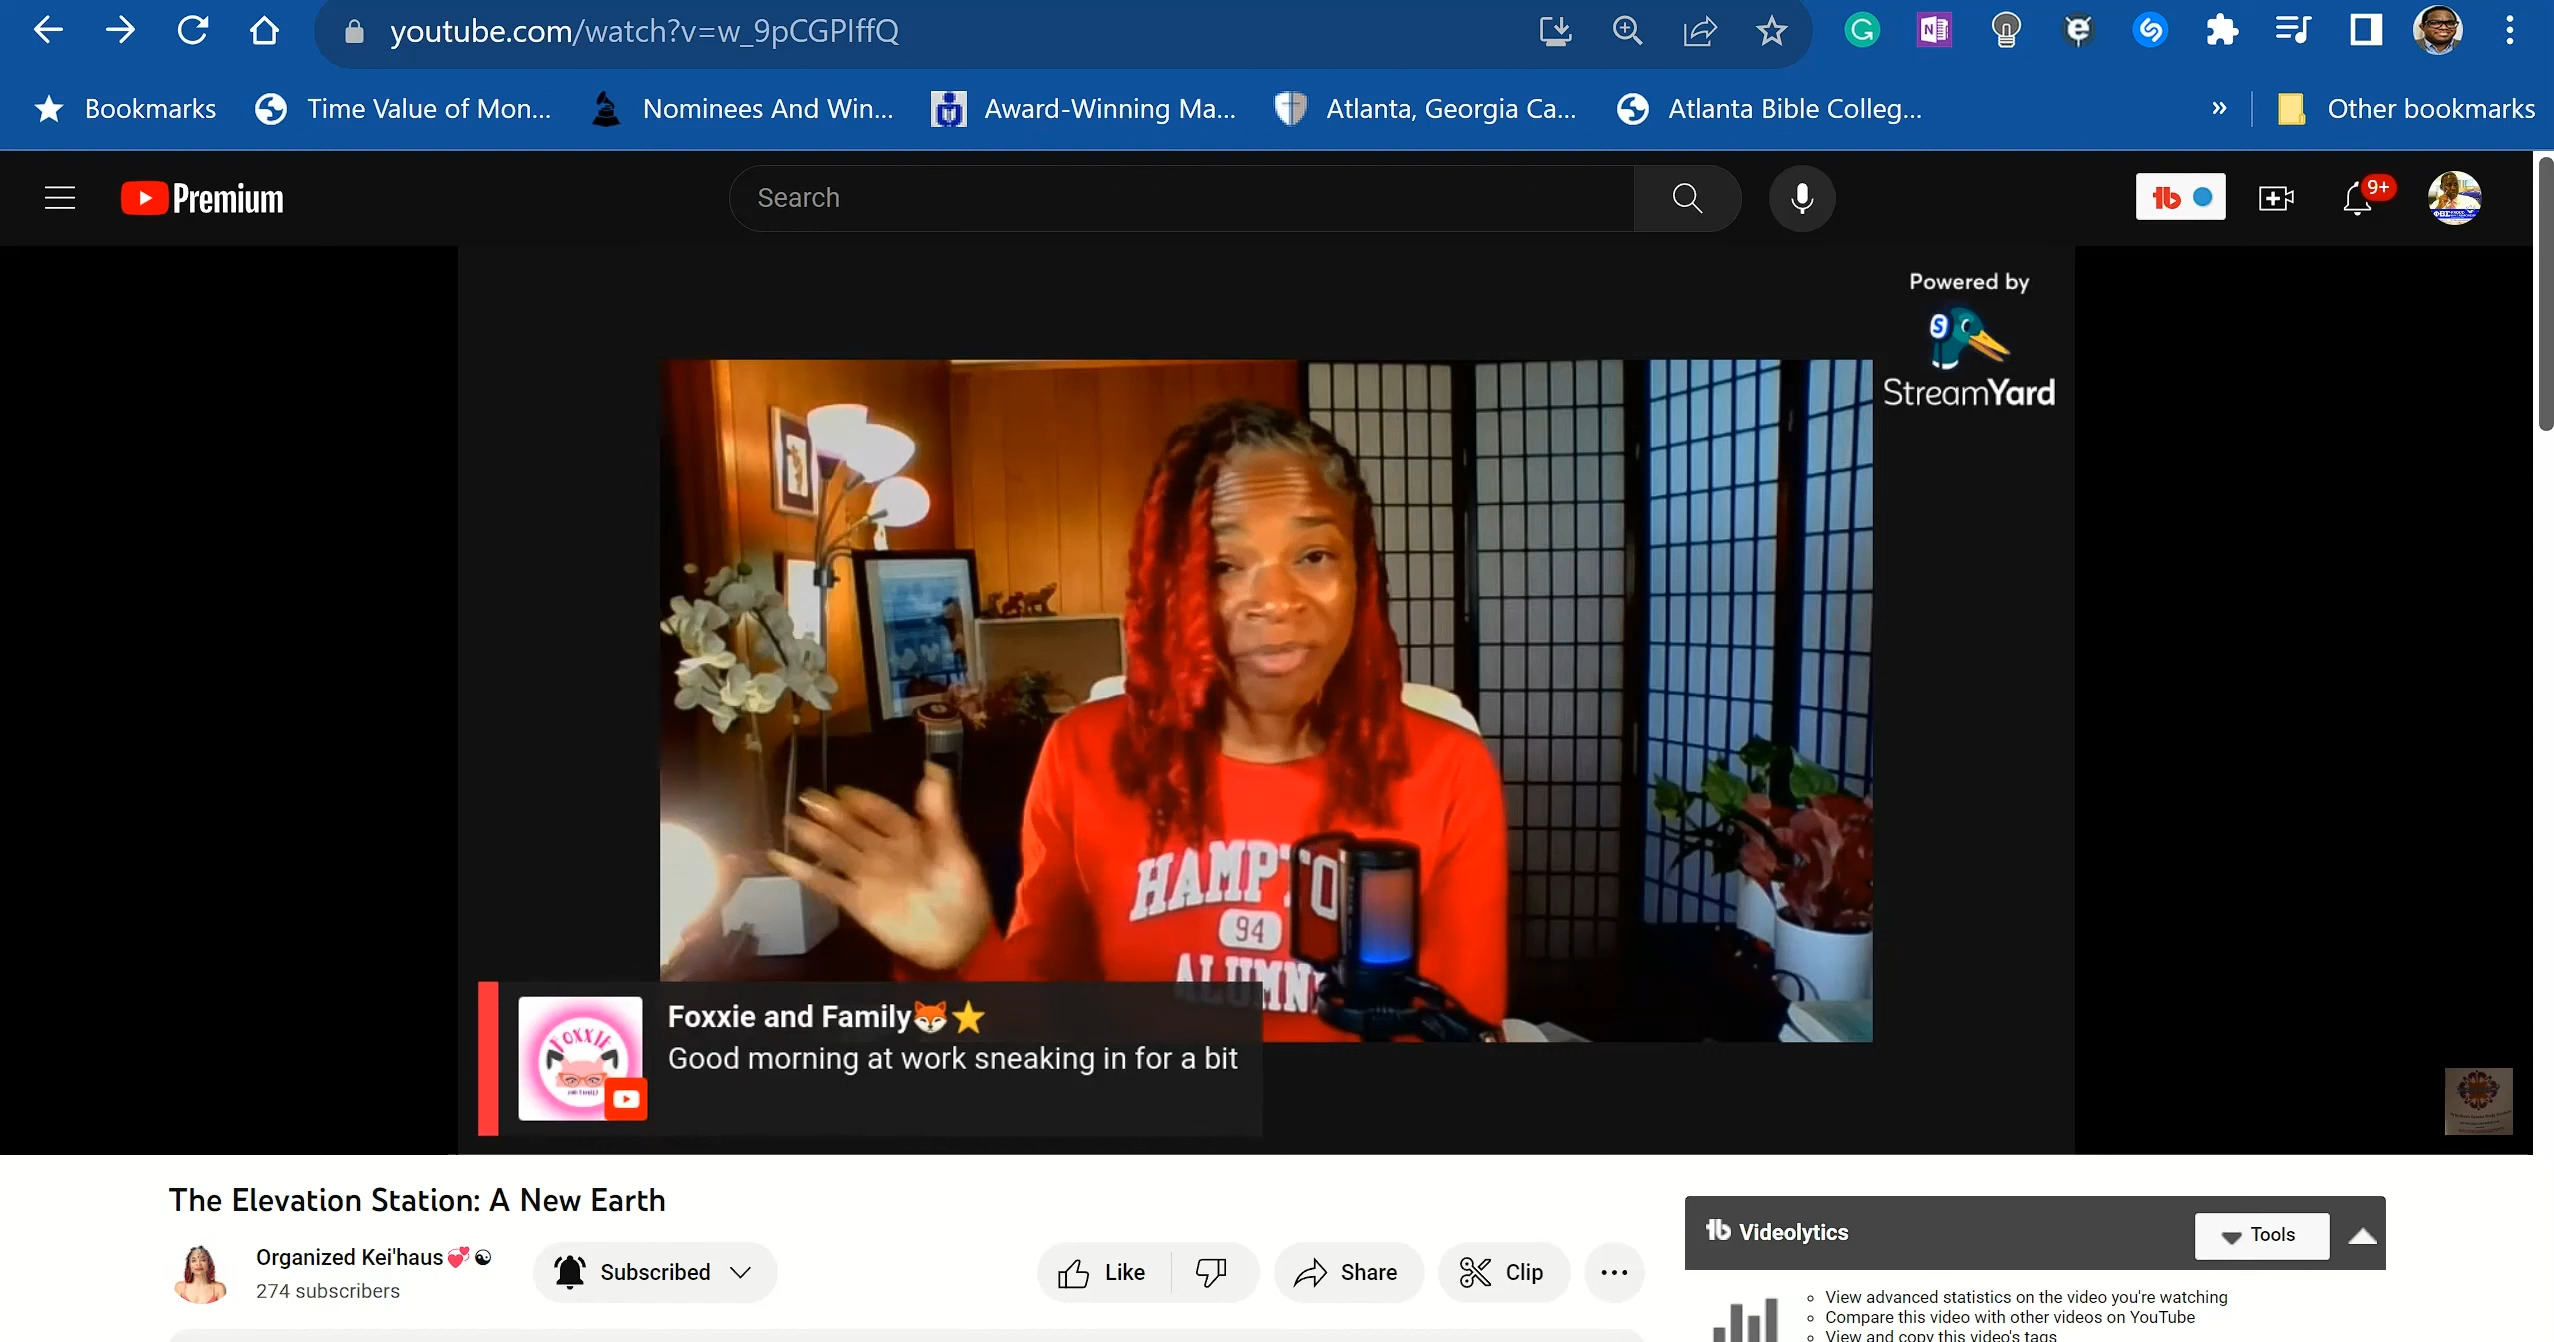 youtube.com/watch?v=w_9pCGPIffQ
Bookmarks
Time Value of Mon...
Nominees And Win...
Award-Winning Ma...
Atlanta, Georgia Ca...
Atlanta Bible Colleg...
»
Other bookmarks
Premium
Search
9+
Powered by
StreamYard
HAMPTO
94
ALUMNI
Foxxie and Family🦊⭐
Good morning at work sneaking in for a bit
FOXXIE
The Elevation Station: A New Earth
Organized Kei'haus💞☯
274 subscribers
Subscribed
Like
Share
Clip
Videolytics
Tools
View advanced statistics on the video you're watching
Compare this video with other videos on YouTube
View and copy this video's tags